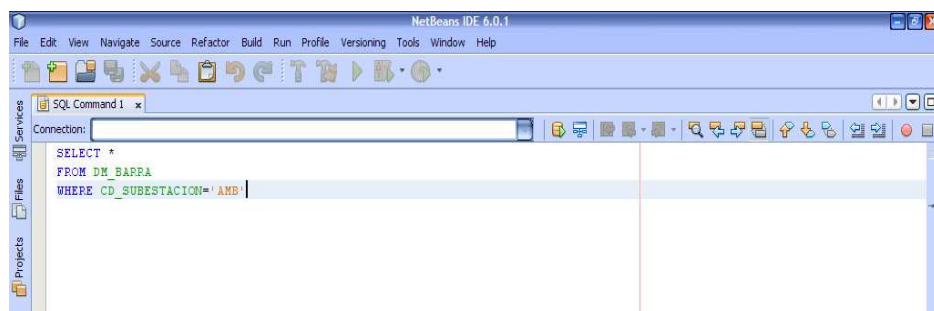 NetBeans IDE 6.0.1
File Edit View Navigate Source Refactor Build Run Profile Versioning Tools Window Help
SQL Command 1 x
Connection:
SELECT *
FROM DM_BARRA
WHERE CD_SUBESTACION='AMB'
Services
Files
Projects